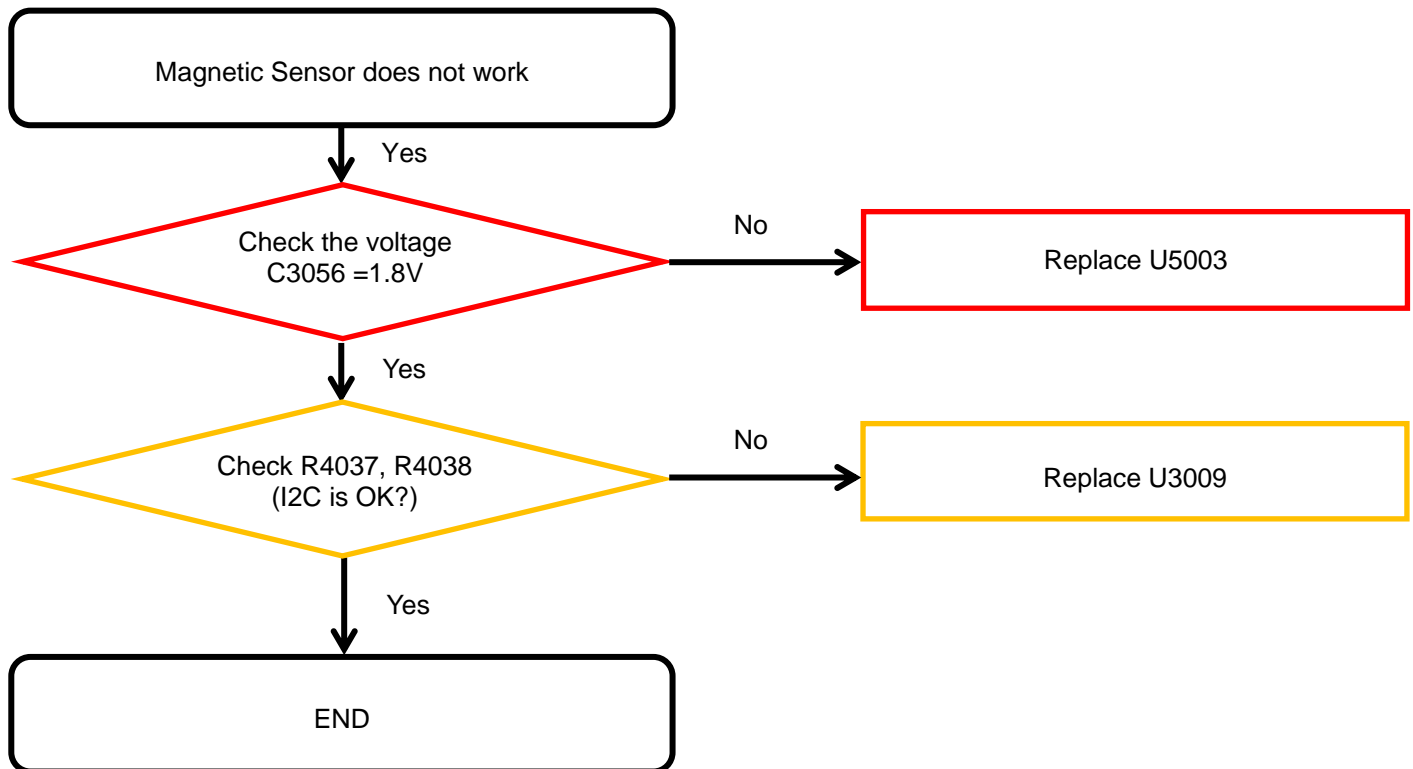 Magnetic Sensor does not work
Yes
Check the voltage
C3056 =1.8V
No
Replace U5003
Yes
Check R4037, R4038
(I2C is OK?)
No
Replace U3009
Yes
END